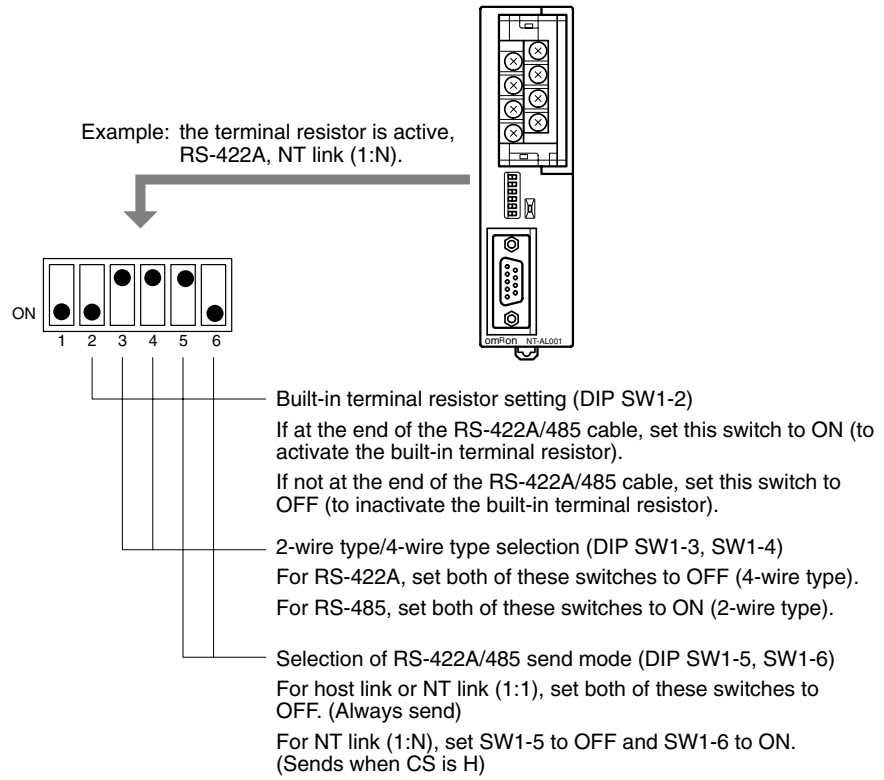 Example: the terminal resistor is active,
RS-422A, NT link (1:N).
ON
1 2 3 4 5 6
omRon NT-AL001
Built-in terminal resistor setting (DIP SW1-2)
If at the end of the RS-422A/485 cable, set this switch to ON (to
activate the built-in terminal resistor).
If not at the end of the RS-422A/485 cable, set this switch to
OFF (to inactivate the built-in terminal resistor).
2-wire type/4-wire type selection (DIP SW1-3, SW1-4)
For RS-422A, set both of these switches to OFF (4-wire type).
For RS-485, set both of these switches to ON (2-wire type).
Selection of RS-422A/485 send mode (DIP SW1-5, SW1-6)
For host link or NT link (1:1), set both of these switches to
OFF. (Always send)
For NT link (1:N), set SW1-5 to OFF and SW1-6 to ON.
(Sends when CS is H)